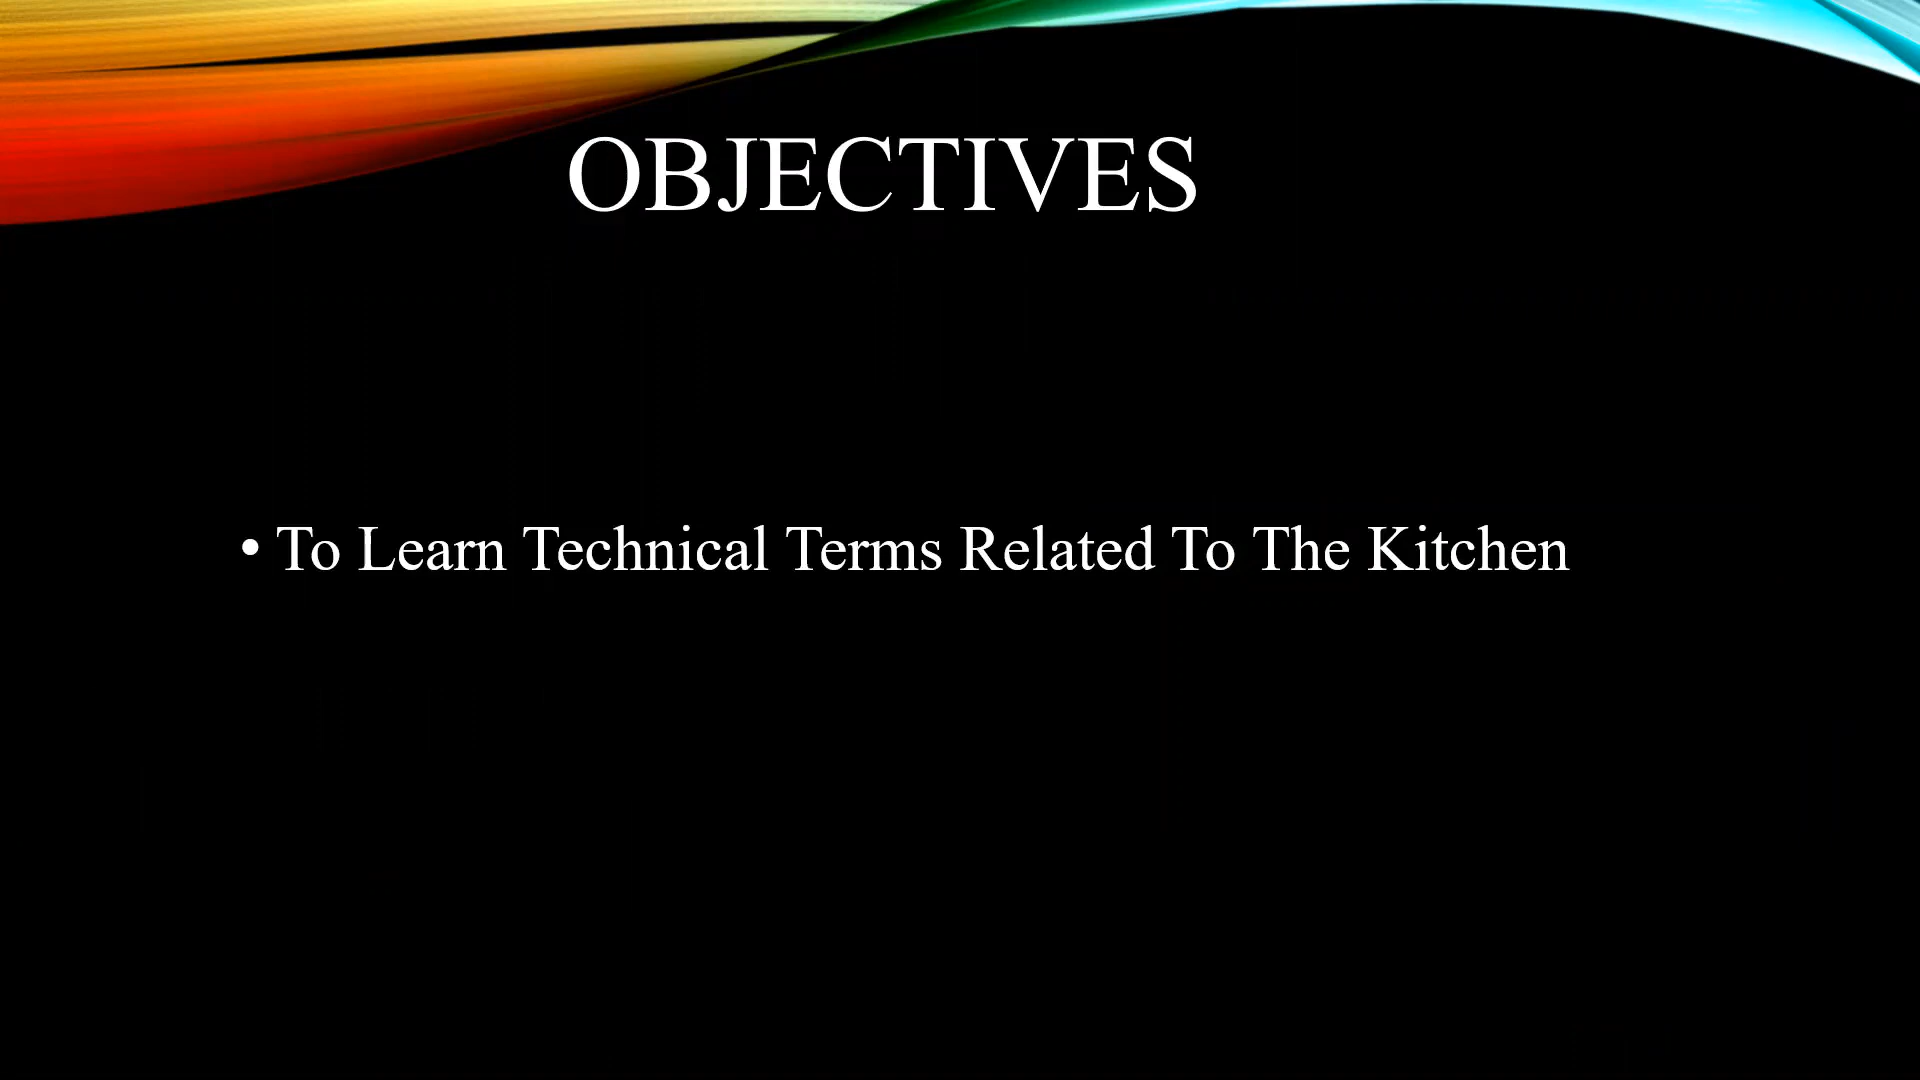 OBJECTIVES
• To Learn Technical Terms Related To The Kitchen